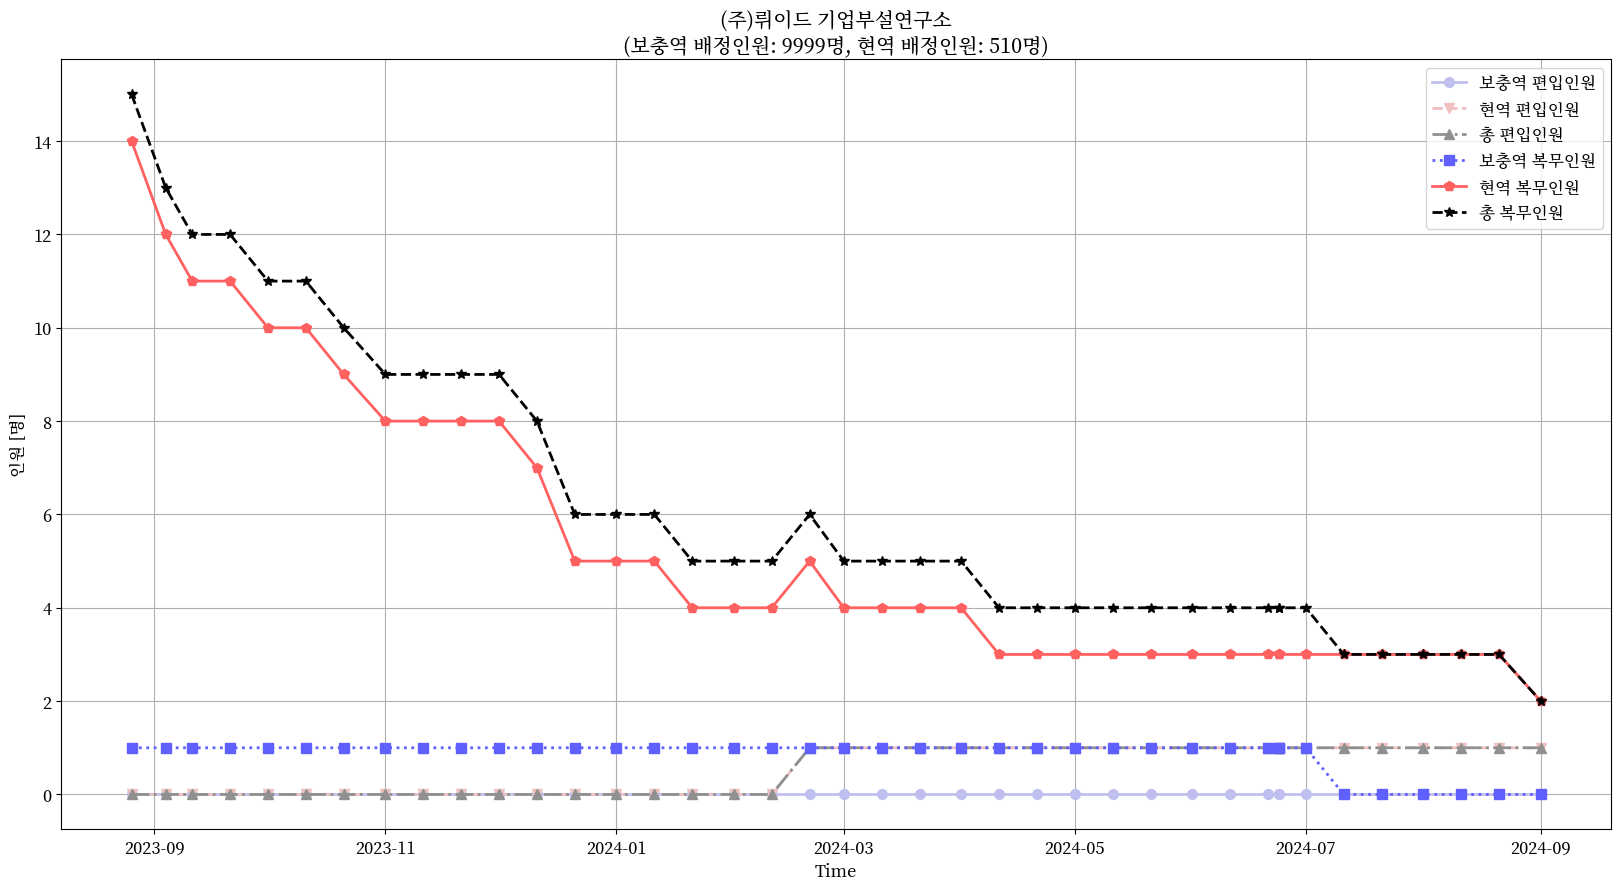 (주)뤼이드 기업부설연구소
(보충역 배정인원: 9999명, 현역 배정인원: 510명)
보충역 편입인원
현역 편입인원
총 편입인원
보충역 복무인원
현역 복무인원
총 복무인원
인원 [명]
14
12
10
8
6
4
2
0
2023-09 2023-11 2024-01 2024-03 2024-05 2024-07 2024-09
Time